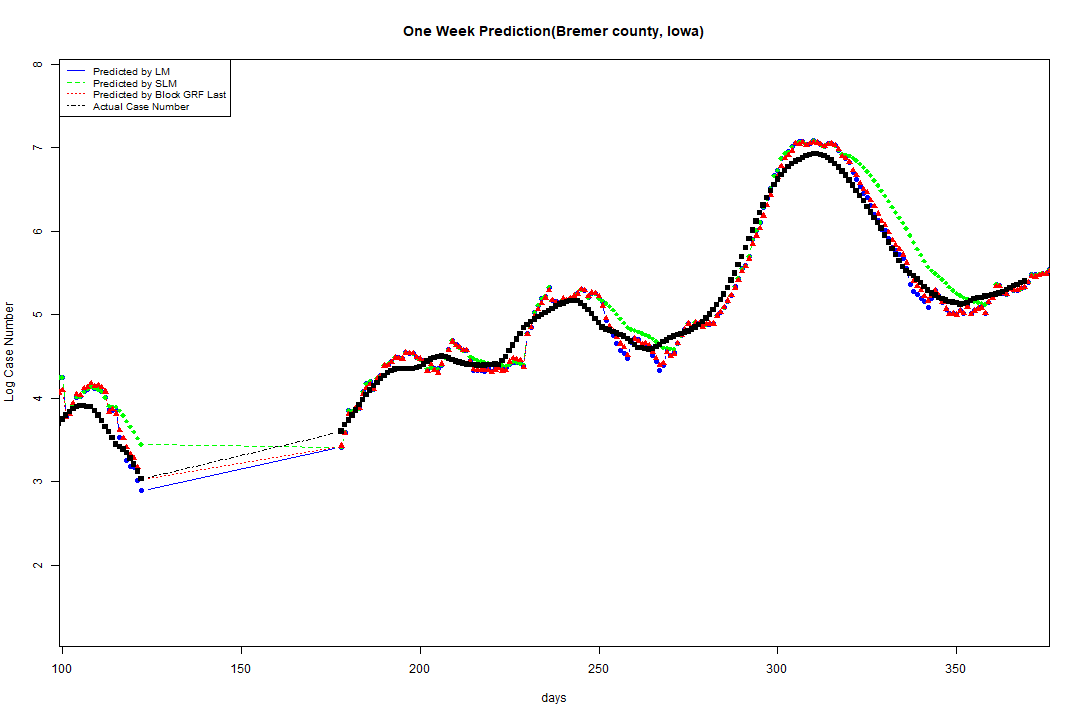 One Week Prediction(Bremer county, Iowa)
Predicted by LM
Predicted by SLM
Predicted by Block GRF Last
Actual Case Number
8
7
6
5
4
3
2
Log Case Number
100 150 200 250 300 350
days